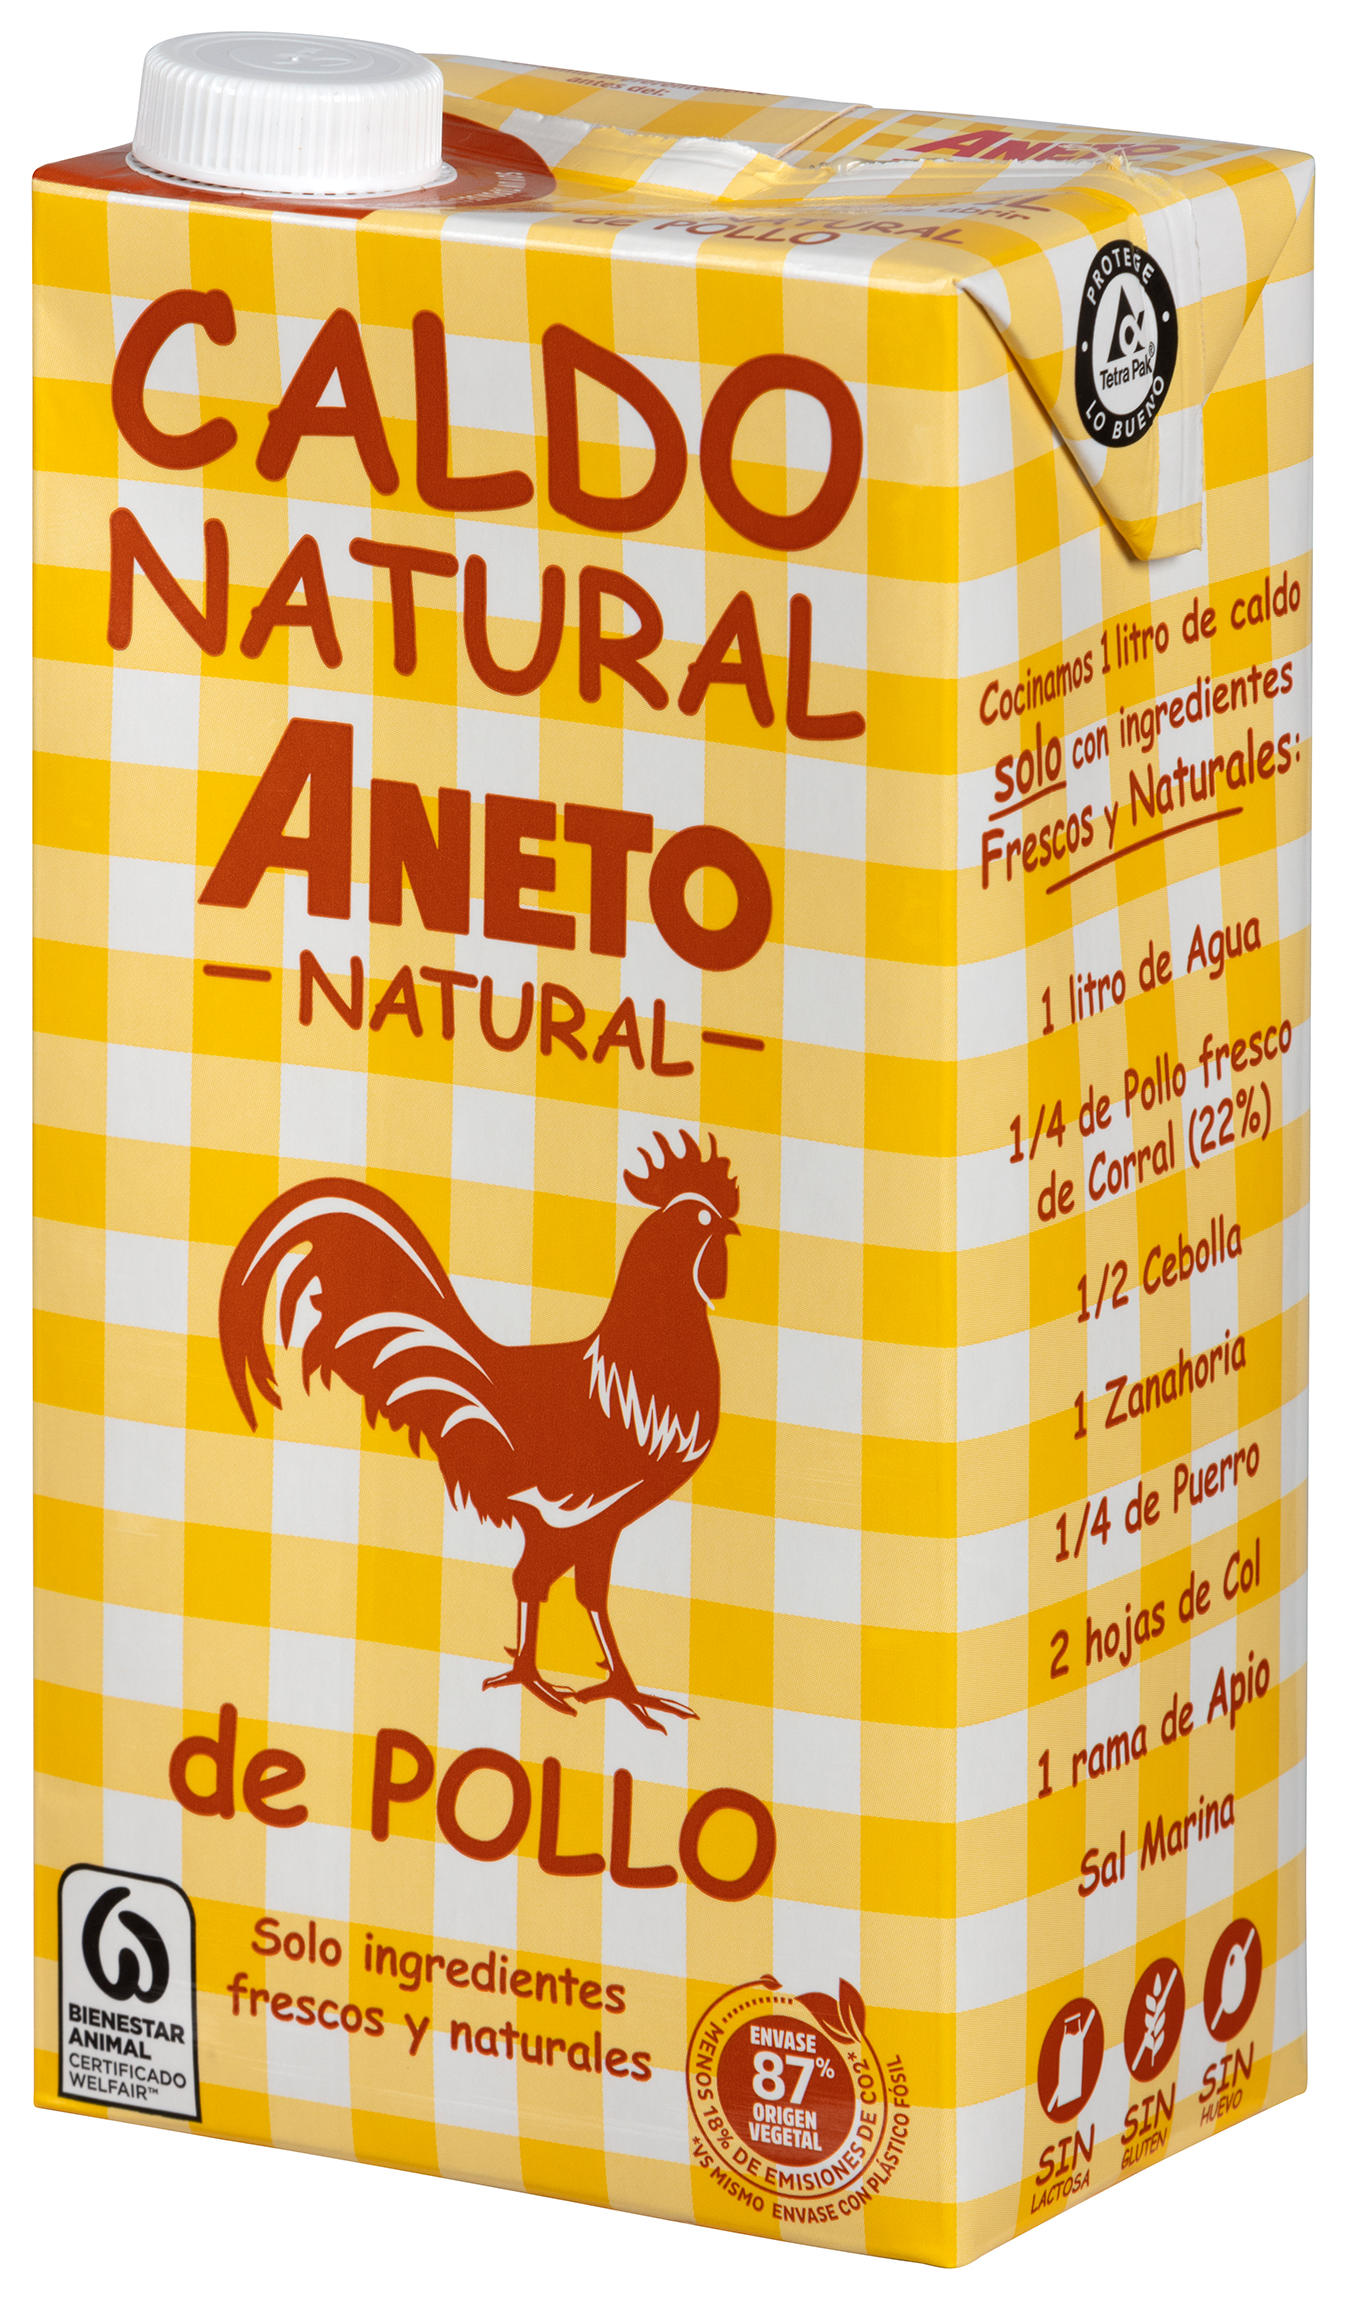 antes del:
ANETO
1L
NATURAL
de POLLO
abrir
CALDO
NATURAL
ANETO
NATURAL
de POLLO
Solo ingredientes
frescos y naturales
BIENESTAR
ANIMAL
CERTIFICADO
WELFAIR™
ENVASE
87%
ORIGEN
VEGETAL
MENOS 18% DE EMISIONES DE CO2*
*VS MISMO ENVASE CON PLÁSTICO FÓSIL
PROTEGE
Tetra Pak®
LO BUENO
Cocinamos 1 litro de caldo
solo con ingredientes
Frescos y Naturales:
1 litro de Agua
1/4 de Pollo fresco
de Corral (22%)
1/2 Cebolla
1 Zanahoria
1/4 de Puerro
2 hojas de Col
1 rama de Apio
Sal Marina
SIN
LACTOSA
SIN
GLUTEN
SIN
HUEVO